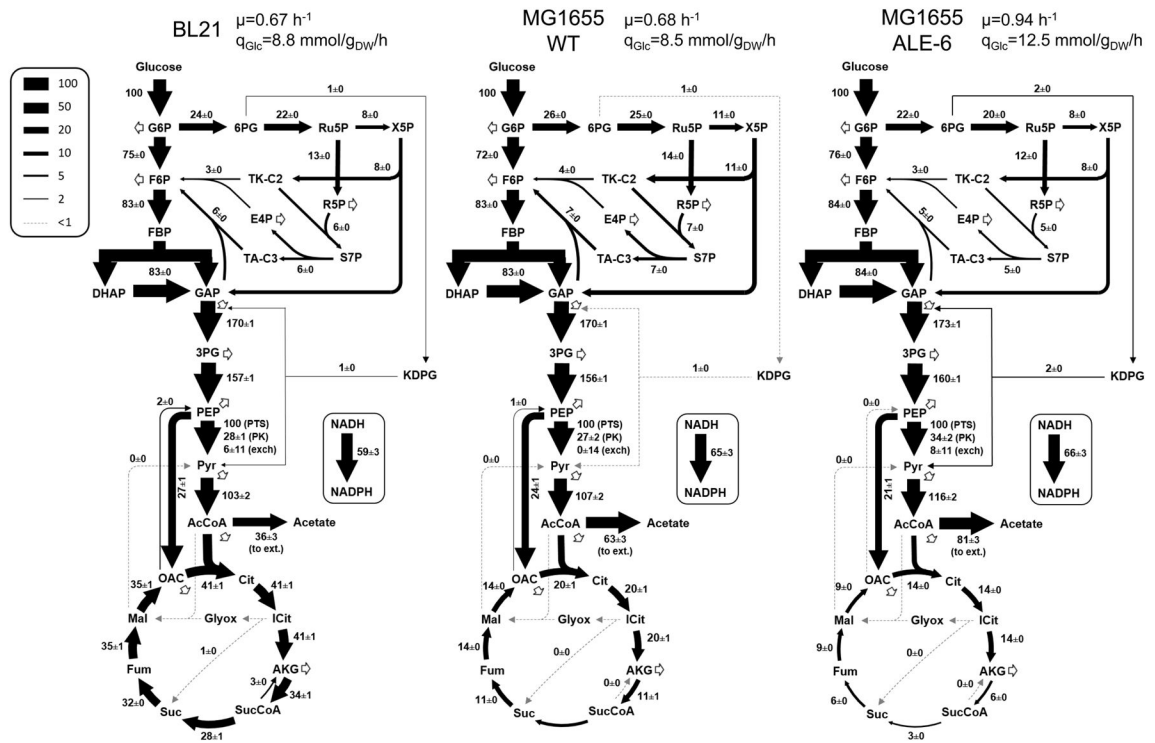 BL21
μ=0.67 h-1
qGlc=8.8 mmol/gDW/h
100
50
20
10
5
2
<1
Glucose
100
1±0
G6P
24±0
6PG
22±0
Ru5P
8±0
X5P
75±0
13±0
8±0
F6P
3±0
TK-C2
R5P
83±0
6±0
E4P
6±0
FBP
TA-C3
6±0
S7P
83±0
DHAP
GAP
170±1
3PG
1±0
KDPG
157±1
2±0
PEP
100 (PTS)
28±1 (PK)
6±11 (exch)
NADH
59±3
NADPH
0±0
Pyr
27±1
103±2
AcCoA
Acetate
36±3
(to ext.)
OAC
41±1
Cit
41±1
35±1
Mal
Glyox
ICit
35±1
1±0
41±1
Fum
AKG
3±0
34±1
32±0
Suc
SucCoA
28±1
MG1655
WT
μ=0.68 h-1
qGlc=8.5 mmol/gDW/h
Glucose
100
1±0
G6P
26±0
6PG
25±0
Ru5P
11±0
X5P
72±0
14±0
11±0
F6P
4±0
TK-C2
R5P
83±0
7±0
E4P
7±0
FBP
TA-C3
7±0
S7P
83±0
DHAP
GAP
170±1
3PG
1±0
KDPG
156±1
1±0
PEP
100 (PTS)
27±2 (PK)
0±14 (exch)
NADH
65±3
NADPH
0±0
Pyr
24±1
107±2
AcCoA
Acetate
63±3
(to ext.)
OAC
20±1
Cit
20±1
14±0
Mal
Glyox
ICit
14±0
0±0
20±1
Fum
AKG
0±0
11±1
11±0
Suc
SucCoA
MG1655
ALE-6
μ=0.94 h-1
qGlc=12.5 mmol/gDW/h
Glucose
100
2±0
G6P
22±0
6PG
20±0
Ru5P
8±0
X5P
76±0
12±0
8±0
F6P
3±0
TK-C2
R5P
84±0
5±0
E4P
5±0
FBP
TA-C3
5±0
S7P
84±0
DHAP
GAP
173±1
3PG
2±0
KDPG
160±1
0±0
PEP
100 (PTS)
34±2 (PK)
8±11 (exch)
NADH
66±3
NADPH
0±0
Pyr
21±1
116±2
AcCoA
Acetate
81±3
(to ext.)
OAC
14±0
Cit
14±0
9±0
Mal
Glyox
ICit
9±0
0±0
14±0
Fum
AKG
0±0
6±0
6±0
Suc
SucCoA
3±0